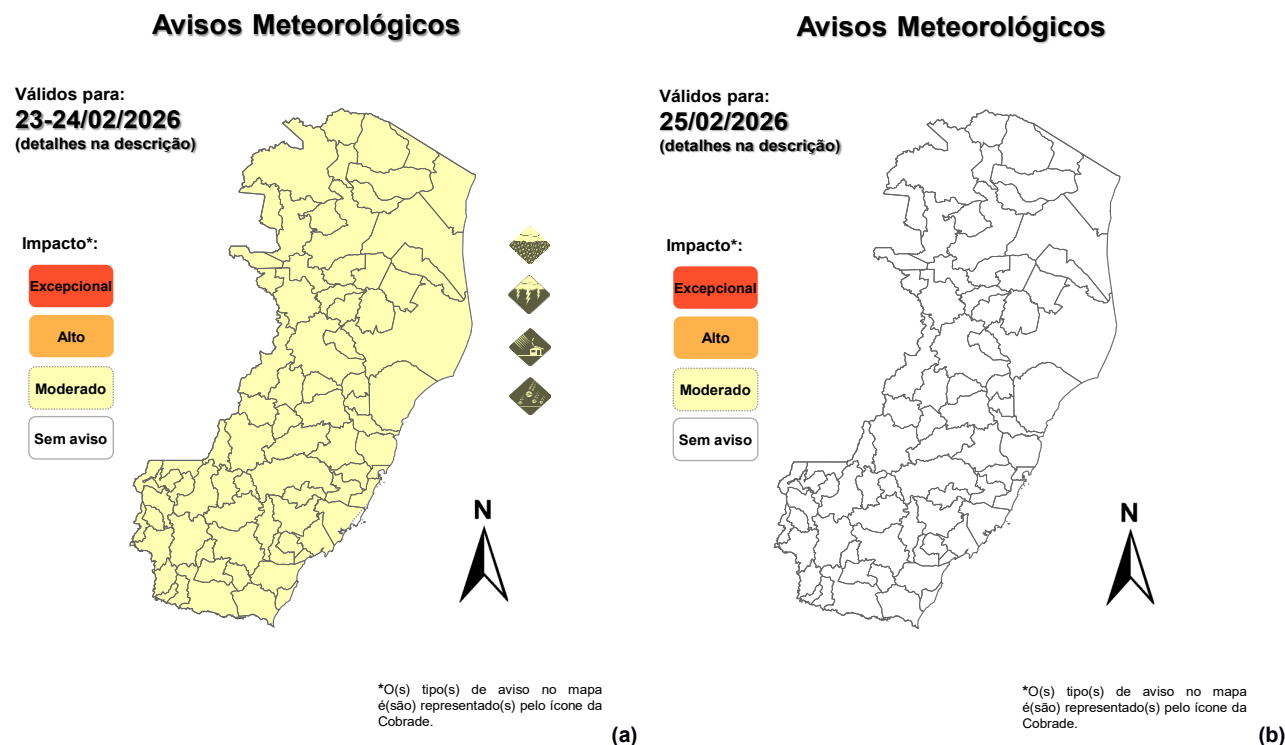 Avisos Meteorológicos
Válidos para:
23-24/02/2026
(detalhes na descrição)
Impacto*:
Excepcional
Alto
Moderado
Sem aviso
N
*O(s) tipo(s) de aviso no mapa
é(são) representado(s) pelo ícone da
Cobrade.
(a)
Avisos Meteorológicos
Válidos para:
25/02/2026
(detalhes na descrição)
Impacto*:
Excepcional
Alto
Moderado
Sem aviso
N
*O(s) tipo(s) de aviso no mapa
é(são) representado(s) pelo ícone da
Cobrade.
(b)